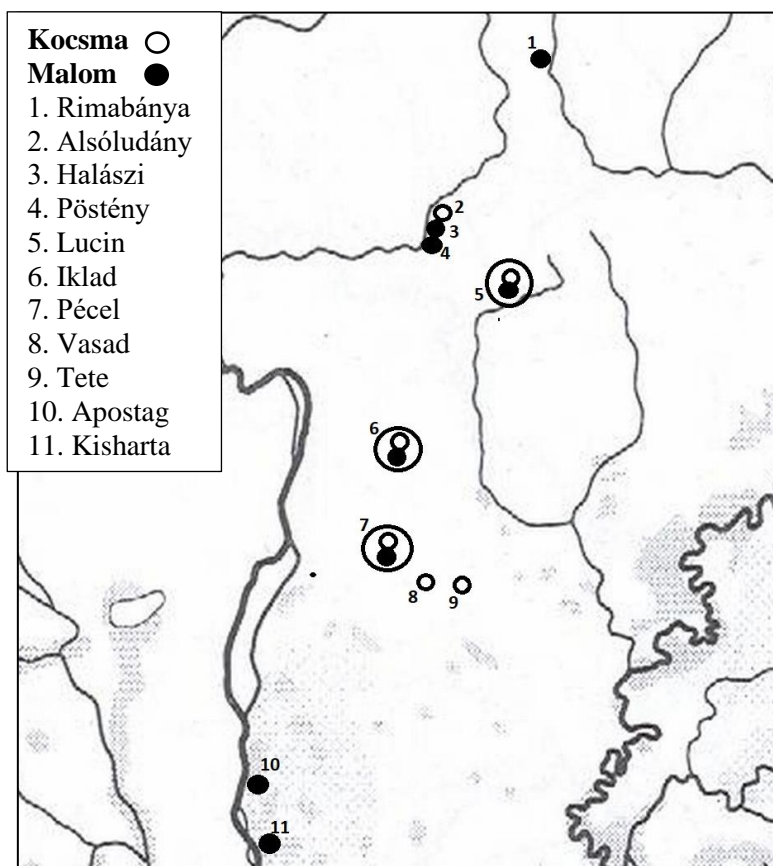 Kocsma
Malom
1. Rimabánya
2. Alsóludány
3. Halászi
4. Pöstény
5. Lucin
6. Iklad
7. Pécel
8. Vasad
9. Tete
10. Apostag
11. Kisharta
1
2
3
4
5
6
7
8
9
10
11